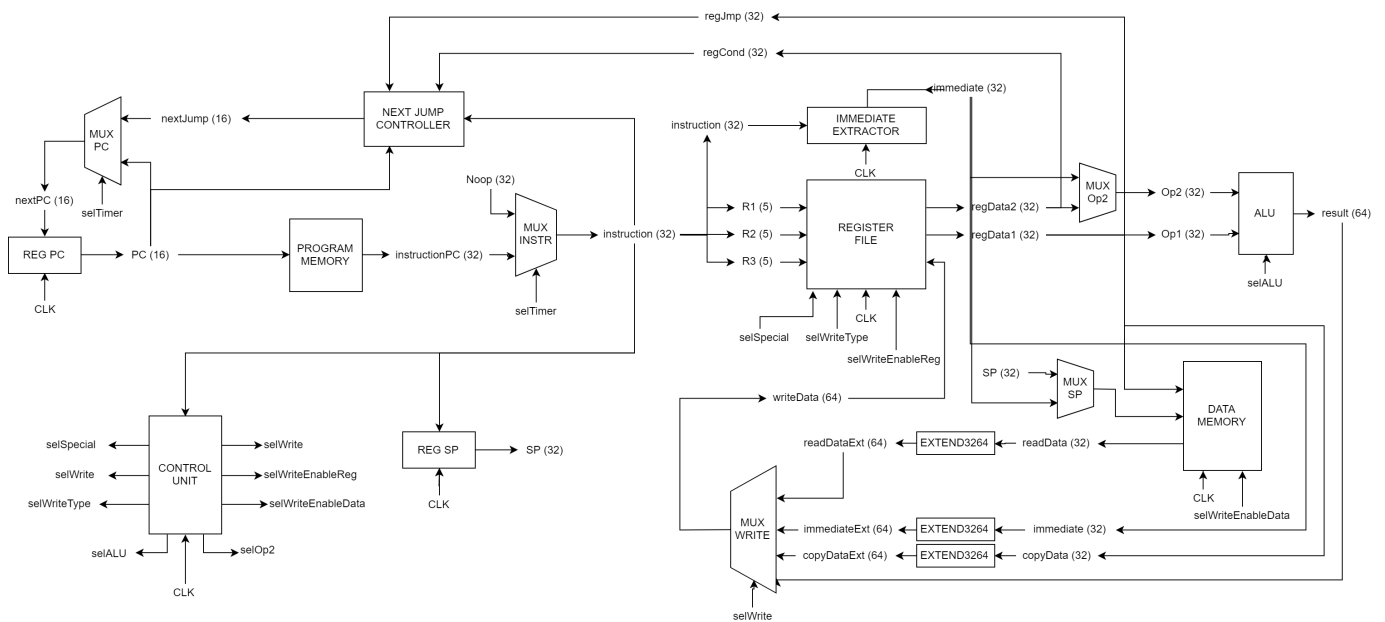 regJmp (32)
regCond (32)
immediate (32)
NEXT JUMP
CONTROLLER
nextJump (16)
MUX
PC
instruction (32)
IMMEDIATE
EXTRACTOR
CLK
Noop (32)
MUX
Op2
nextPC (16)
selTimer
R1 (5)
regData2 (32)
Op2 (32)
ALU
result (64)
REG PC
PC (16)
PROGRAM
MEMORY
instructionPC (32)
MUX
INSTR
instruction (32)
R2 (5)
REGISTER
FILE
regData1 (32)
Op1 (32)
R3 (5)
selALU
CLK
selTimer
CLK
selSpecial
selWriteType
selWriteEnableReg
SP (32)
MUX
SP
writeData (64)
DATA
MEMORY
selSpecial
selWrite
REG SP
SP (32)
readDataExt (64)
EXTEND3264
readData (32)
selWrite
CONTROL
UNIT
selWriteEnableReg
selWriteType
selWriteEnableData
CLK
CLK
selWriteEnableData
MUX
WRITE
immediateExt (64)
EXTEND3264
immediate (32)
selALU
selOp2
copyDataExt (64)
EXTEND3264
copyData (32)
CLK
selWrite